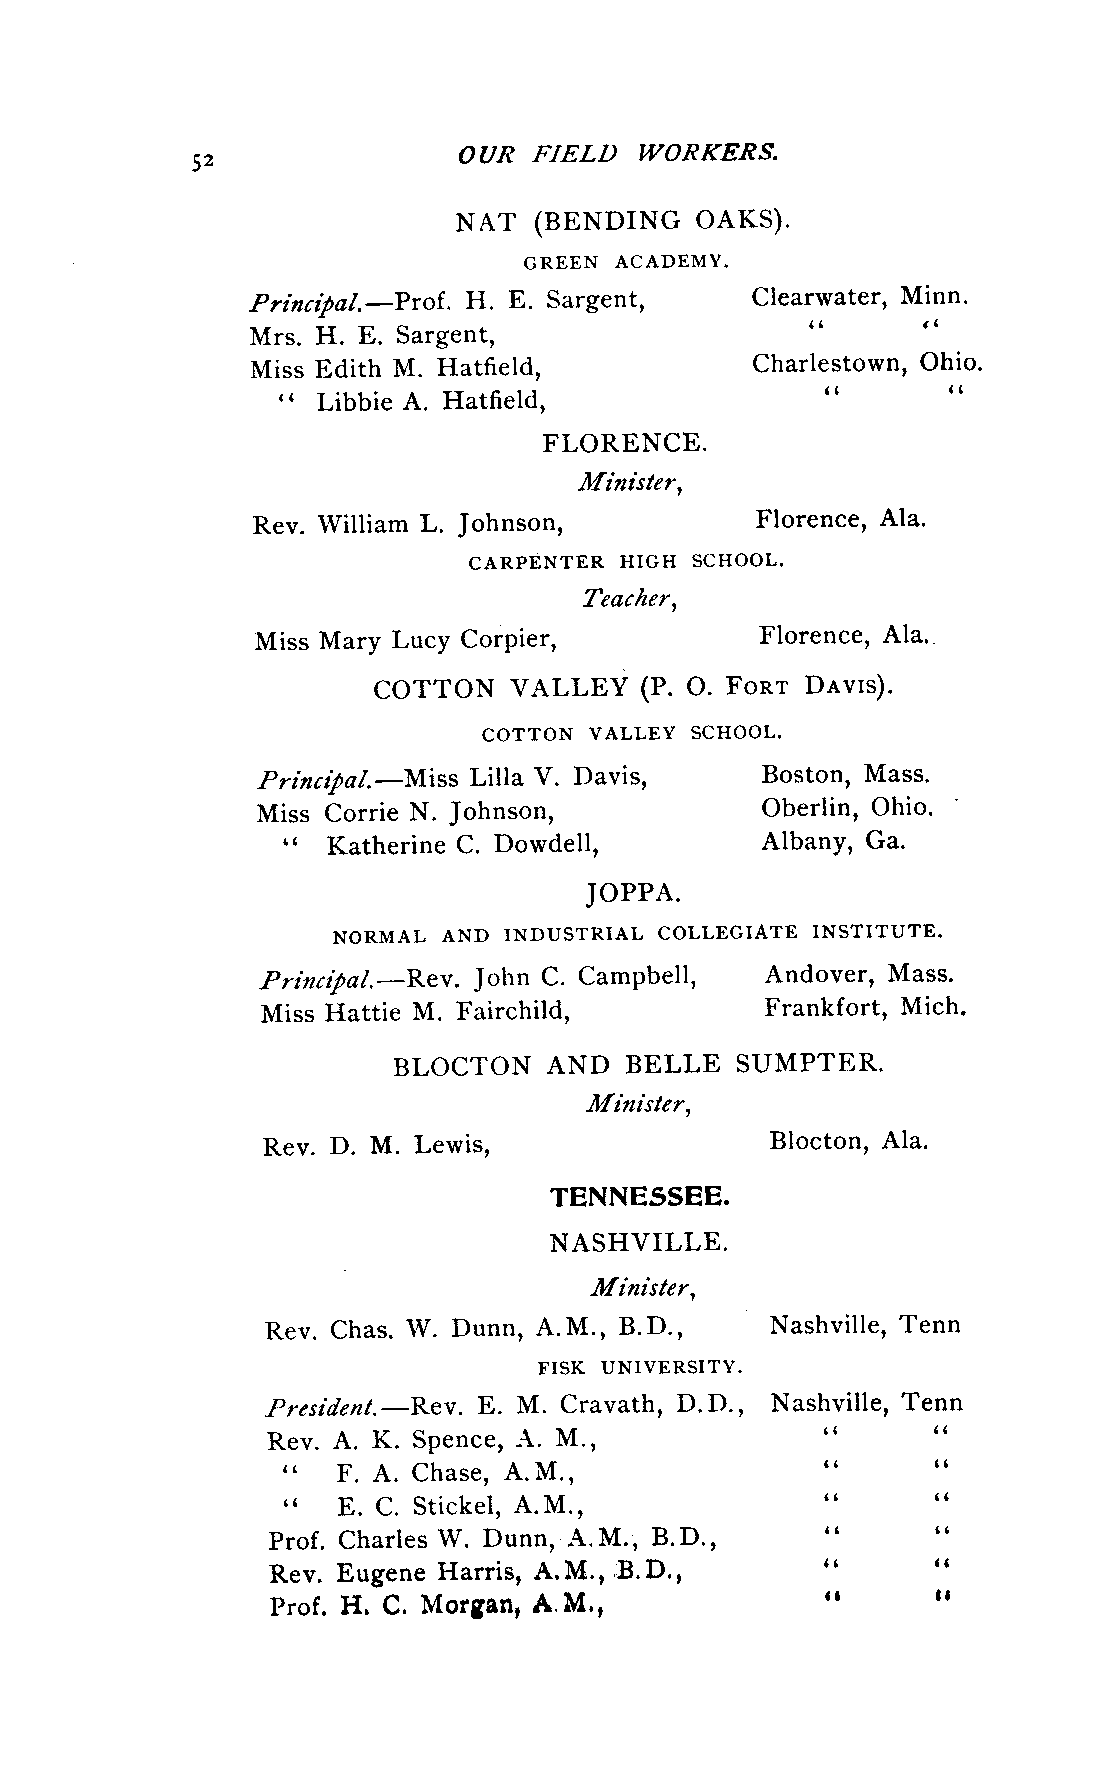 52 OUR FIELD WORKERS.
NAT (BENDING OAKS).
GREEN ACADEMY.
Principal.—Prof. H. E. Sargent, Clearwater, Minn.
Mrs. H. E. Sargent, “ “
Miss Edith M. Hatfield, Charlestown, Ohio.
“ Libbie A. Hatfield, “ “
FLORENCE.
Minister,
Rev. William L. Johnson, Florence, Ala.
CARPENTER HIGH SCHOOL.
Teacher,
Miss Mary Lucy Corpier, Florence, Ala.
COTTON VALLEY (P. O. FORT DAVIS).
COTTON VALLEY SCHOOL.
Principal.—Miss Lilla V. Davis, Boston, Mass.
Miss Corrie N. Johnson, Oberlin, Ohio.
“ Katherine C. Dowdell, Albany, Ga.
JOPPA.
NORMAL AND INDUSTRIAL COLLEGIATE INSTITUTE.
Principal.—Rev. John C. Campbell, Andover, Mass.
Miss Hattie M. Fairchild, Frankfort, Mich.
BLOCTON AND BELLE SUMPTER.
Minister,
Rev. D. M. Lewis, Blocton, Ala.
TENNESSEE.
NASHVILLE.
Minister,
Rev. Chas. W. Dunn, A.M., B.D., Nashville, Tenn
FISK UNIVERSITY.
President.—Rev. E. M. Cravath, D.D., Nashville, Tenn
Rev. A. K. Spence, A. M., “ “
“ F. A. Chase, A.M., “ “
“ E. C. Stickel, A.M., “ “
Prof. Charles W. Dunn, A.M., B.D., “ “
Rev. Eugene Harris, A.M., B.D., “ “
Prof. H. C. Morgan, A.M., “ “